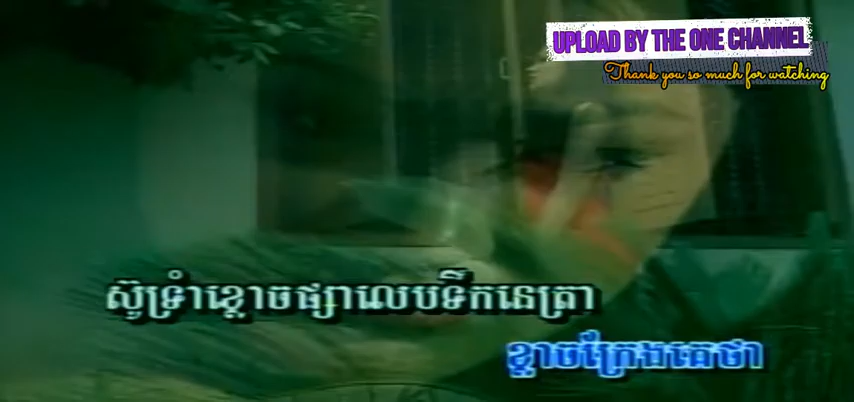 UPLOAD BY THE ONE CHANNEL
Thank you so much for watching
ស៊ូទ្រំាខ្លោចផ្សាលេបទឹកនេត្រា
ខ្លាចក្រែងគេថា